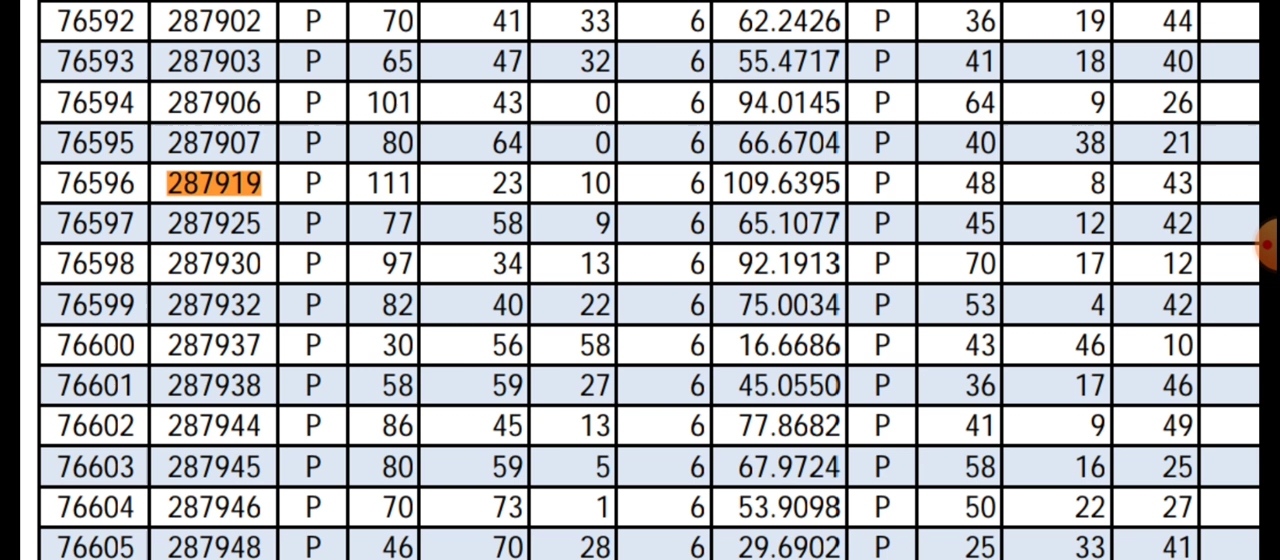 76592 287902 P 70 41 33 6 62.2426 P 36 19 44
76593 287903 P 65 47 32 6 55.4717 P 41 18 40
76594 287906 P 101 43 0 6 94.0145 P 64 9 26
76595 287907 P 80 64 0 6 66.6704 P 40 38 21
76596 287919 P 111 23 10 6 109.6395 P 48 8 43
76597 287925 P 77 58 9 6 65.1077 P 45 12 42
76598 287930 P 97 34 13 6 92.1913 P 70 17 12
76599 287932 P 82 40 22 6 75.0034 P 53 4 42
76600 287937 P 30 56 58 6 16.6686 P 43 46 10
76601 287938 P 58 59 27 6 45.0550 P 36 17 46
76602 287944 P 86 45 13 6 77.8682 P 41 9 49
76603 287945 P 80 59 5 6 67.9724 P 58 16 25
76604 287946 P 70 73 1 6 53.9098 P 50 22 27
76605 287948 P 46 70 28 6 29.6902 P 25 33 41